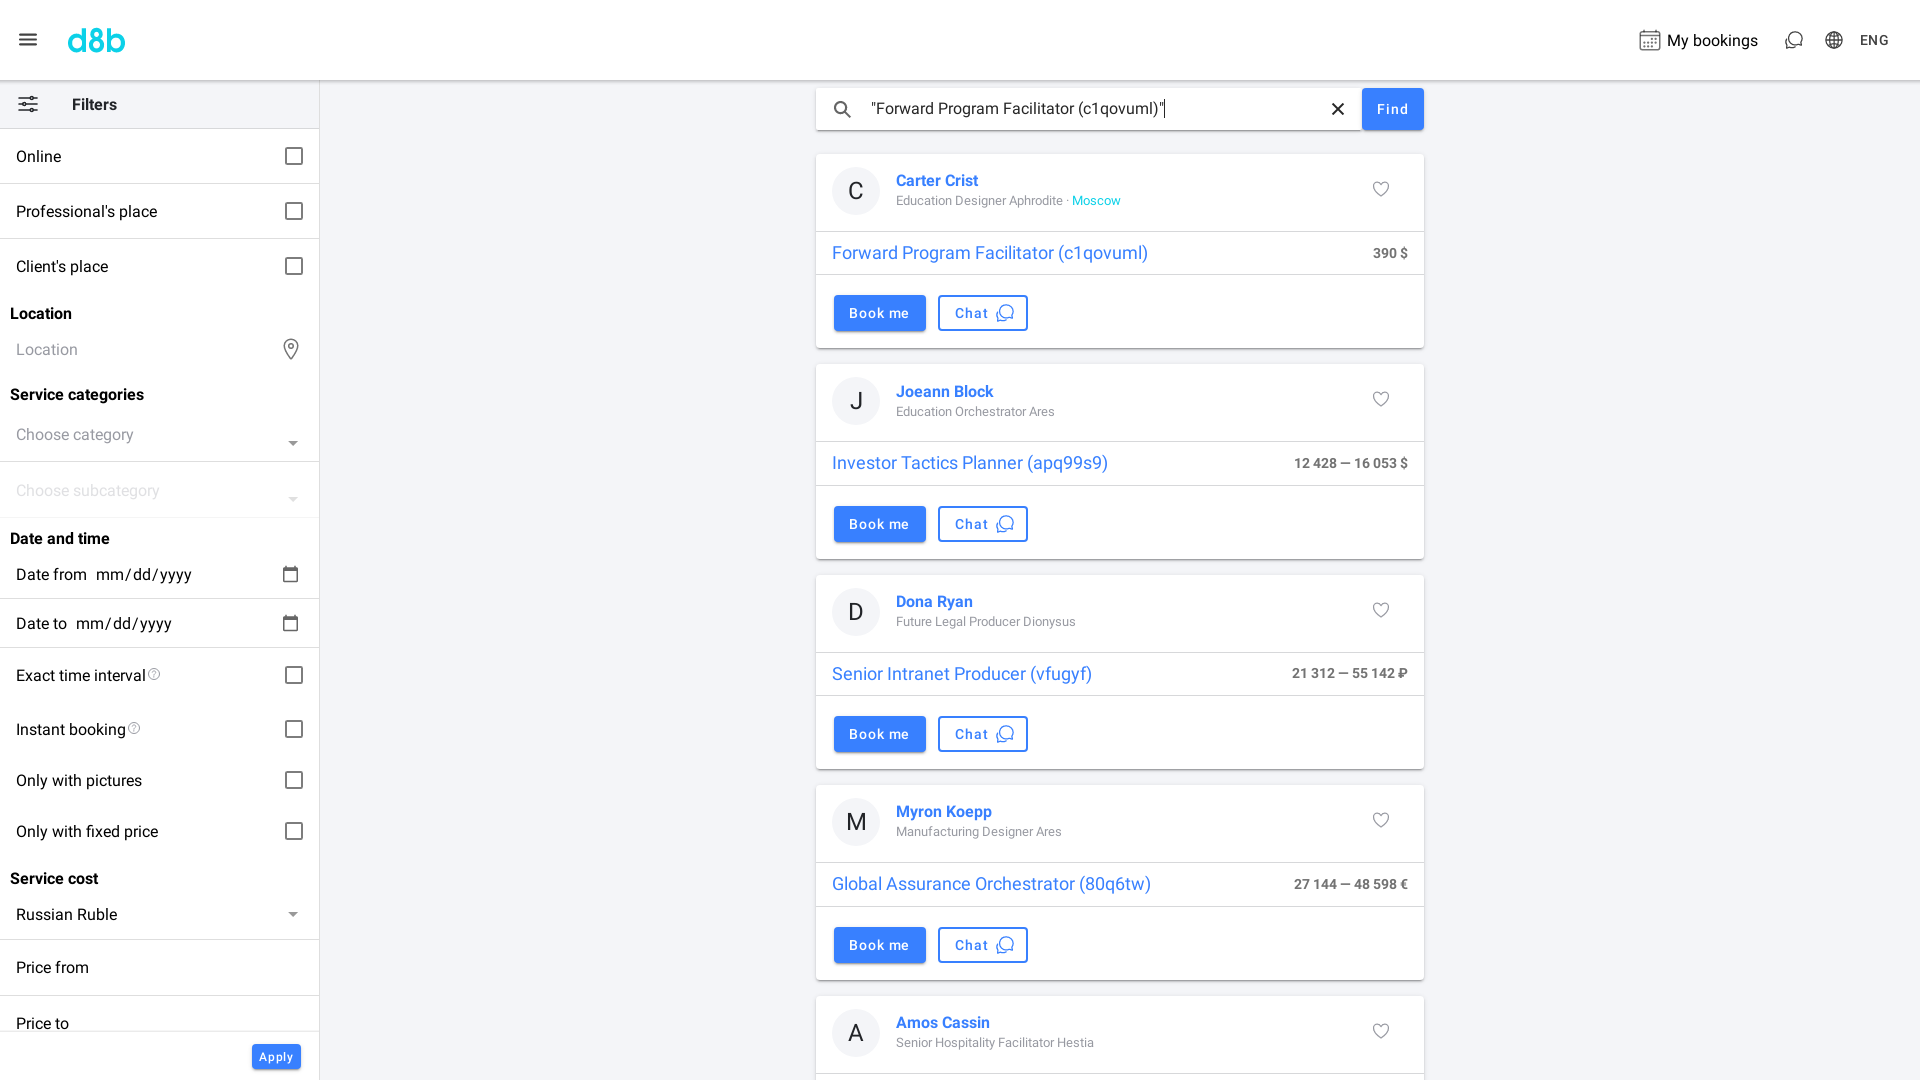 d8b
My bookings
ENG
Filters
Online
Professional's place
Client's place
Location
Location
Service categories
Choose category
Choose subcategory
Date and time
Date from mm/dd/yyyy
Date to mm/dd/yyyy
Exact time interval
Instant booking
Only with pictures
Only with fixed price
Service cost
Russian Ruble
Price from
Price to
Apply
"Forward Program Facilitator (c1qovuml)"
Find
C
Carter Crist
Education Designer Aphrodite · Moscow
Forward Program Facilitator (c1qovuml)
390 $
Book me
Chat
J
Joeann Block
Education Orchestrator Ares
Investor Tactics Planner (apq99s9)
12 428 — 16 053 $
Book me
Chat
D
Dona Ryan
Future Legal Producer Dionysus
Senior Intranet Producer (vfugyf)
21 312 — 55 142 ₽
Book me
Chat
M
Myron Koepp
Manufacturing Designer Ares
Global Assurance Orchestrator (80q6tw)
27 144 — 48 598 €
Book me
Chat
A
Amos Cassin
Senior Hospitality Facilitator Hestia